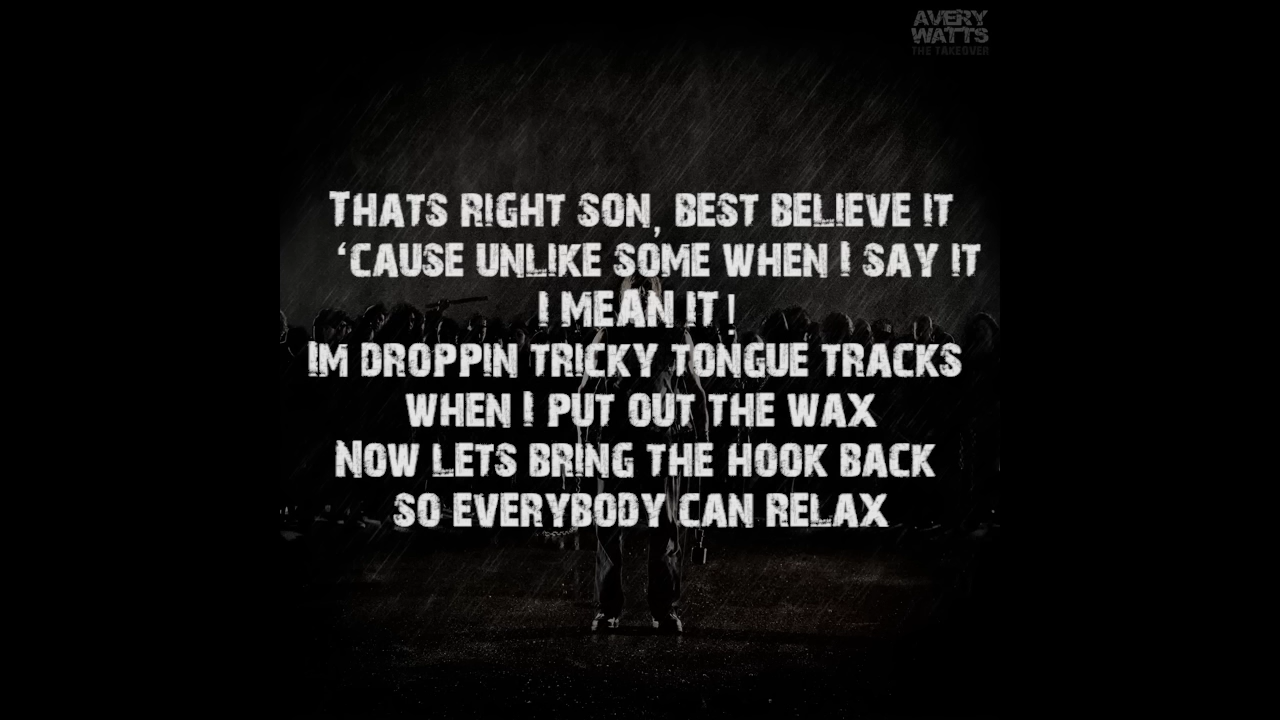 AVERY
WATTS
THE TAKEOVER
THATS RIGHT SON, BEST BELIEVE IT
‘CAUSE UNLIKE SOME WHEN I SAY IT
I MEAN IT!
IM DROPPIN TRICKY TONGUE TRACKS
WHEN I PUT OUT THE WAX
NOW LETS BRING THE HOOK BACK
SO EVERYBODY CAN RELAX